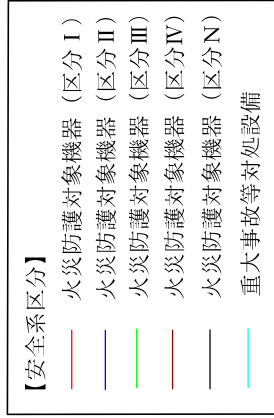 【安全系区分】
火災防護対象機器（区分Ⅰ）
火災防護対象機器（区分Ⅱ）
火災防護対象機器（区分Ⅲ）
火災防護対象機器（区分Ⅳ）
火災防護対象機器（区分N）
重大事故等対処設備